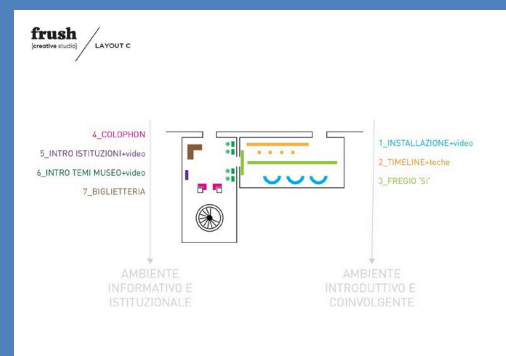 frush
[creative studio]
LAYOUT C
4_COLOPHON
5_INTRO ISTITUZIONI+video
6_INTRO TEMI MUSEO+video
7_BIGLIETTERIA
1_INSTALLAZIONE+video
2_TIMELINE+teche
3_FREGIO "SI"
AMBIENTE
INFORMATIVO E
ISTITUZIONALE
AMBIENTE
INTRODUTTIVO E
COINVOLGENTE